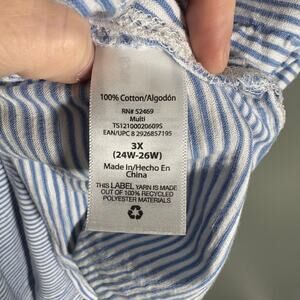 100% Cotton/Algodón
RN# 52469
Multi
TS121000206095
EAN/UPC 8 2926857195
3X
(24W-26W)
Made In/Hecho En
China
THIS LABEL YARN IS MADE
OUT OF 100% RECYCLED
POLYESTER MATERIALS